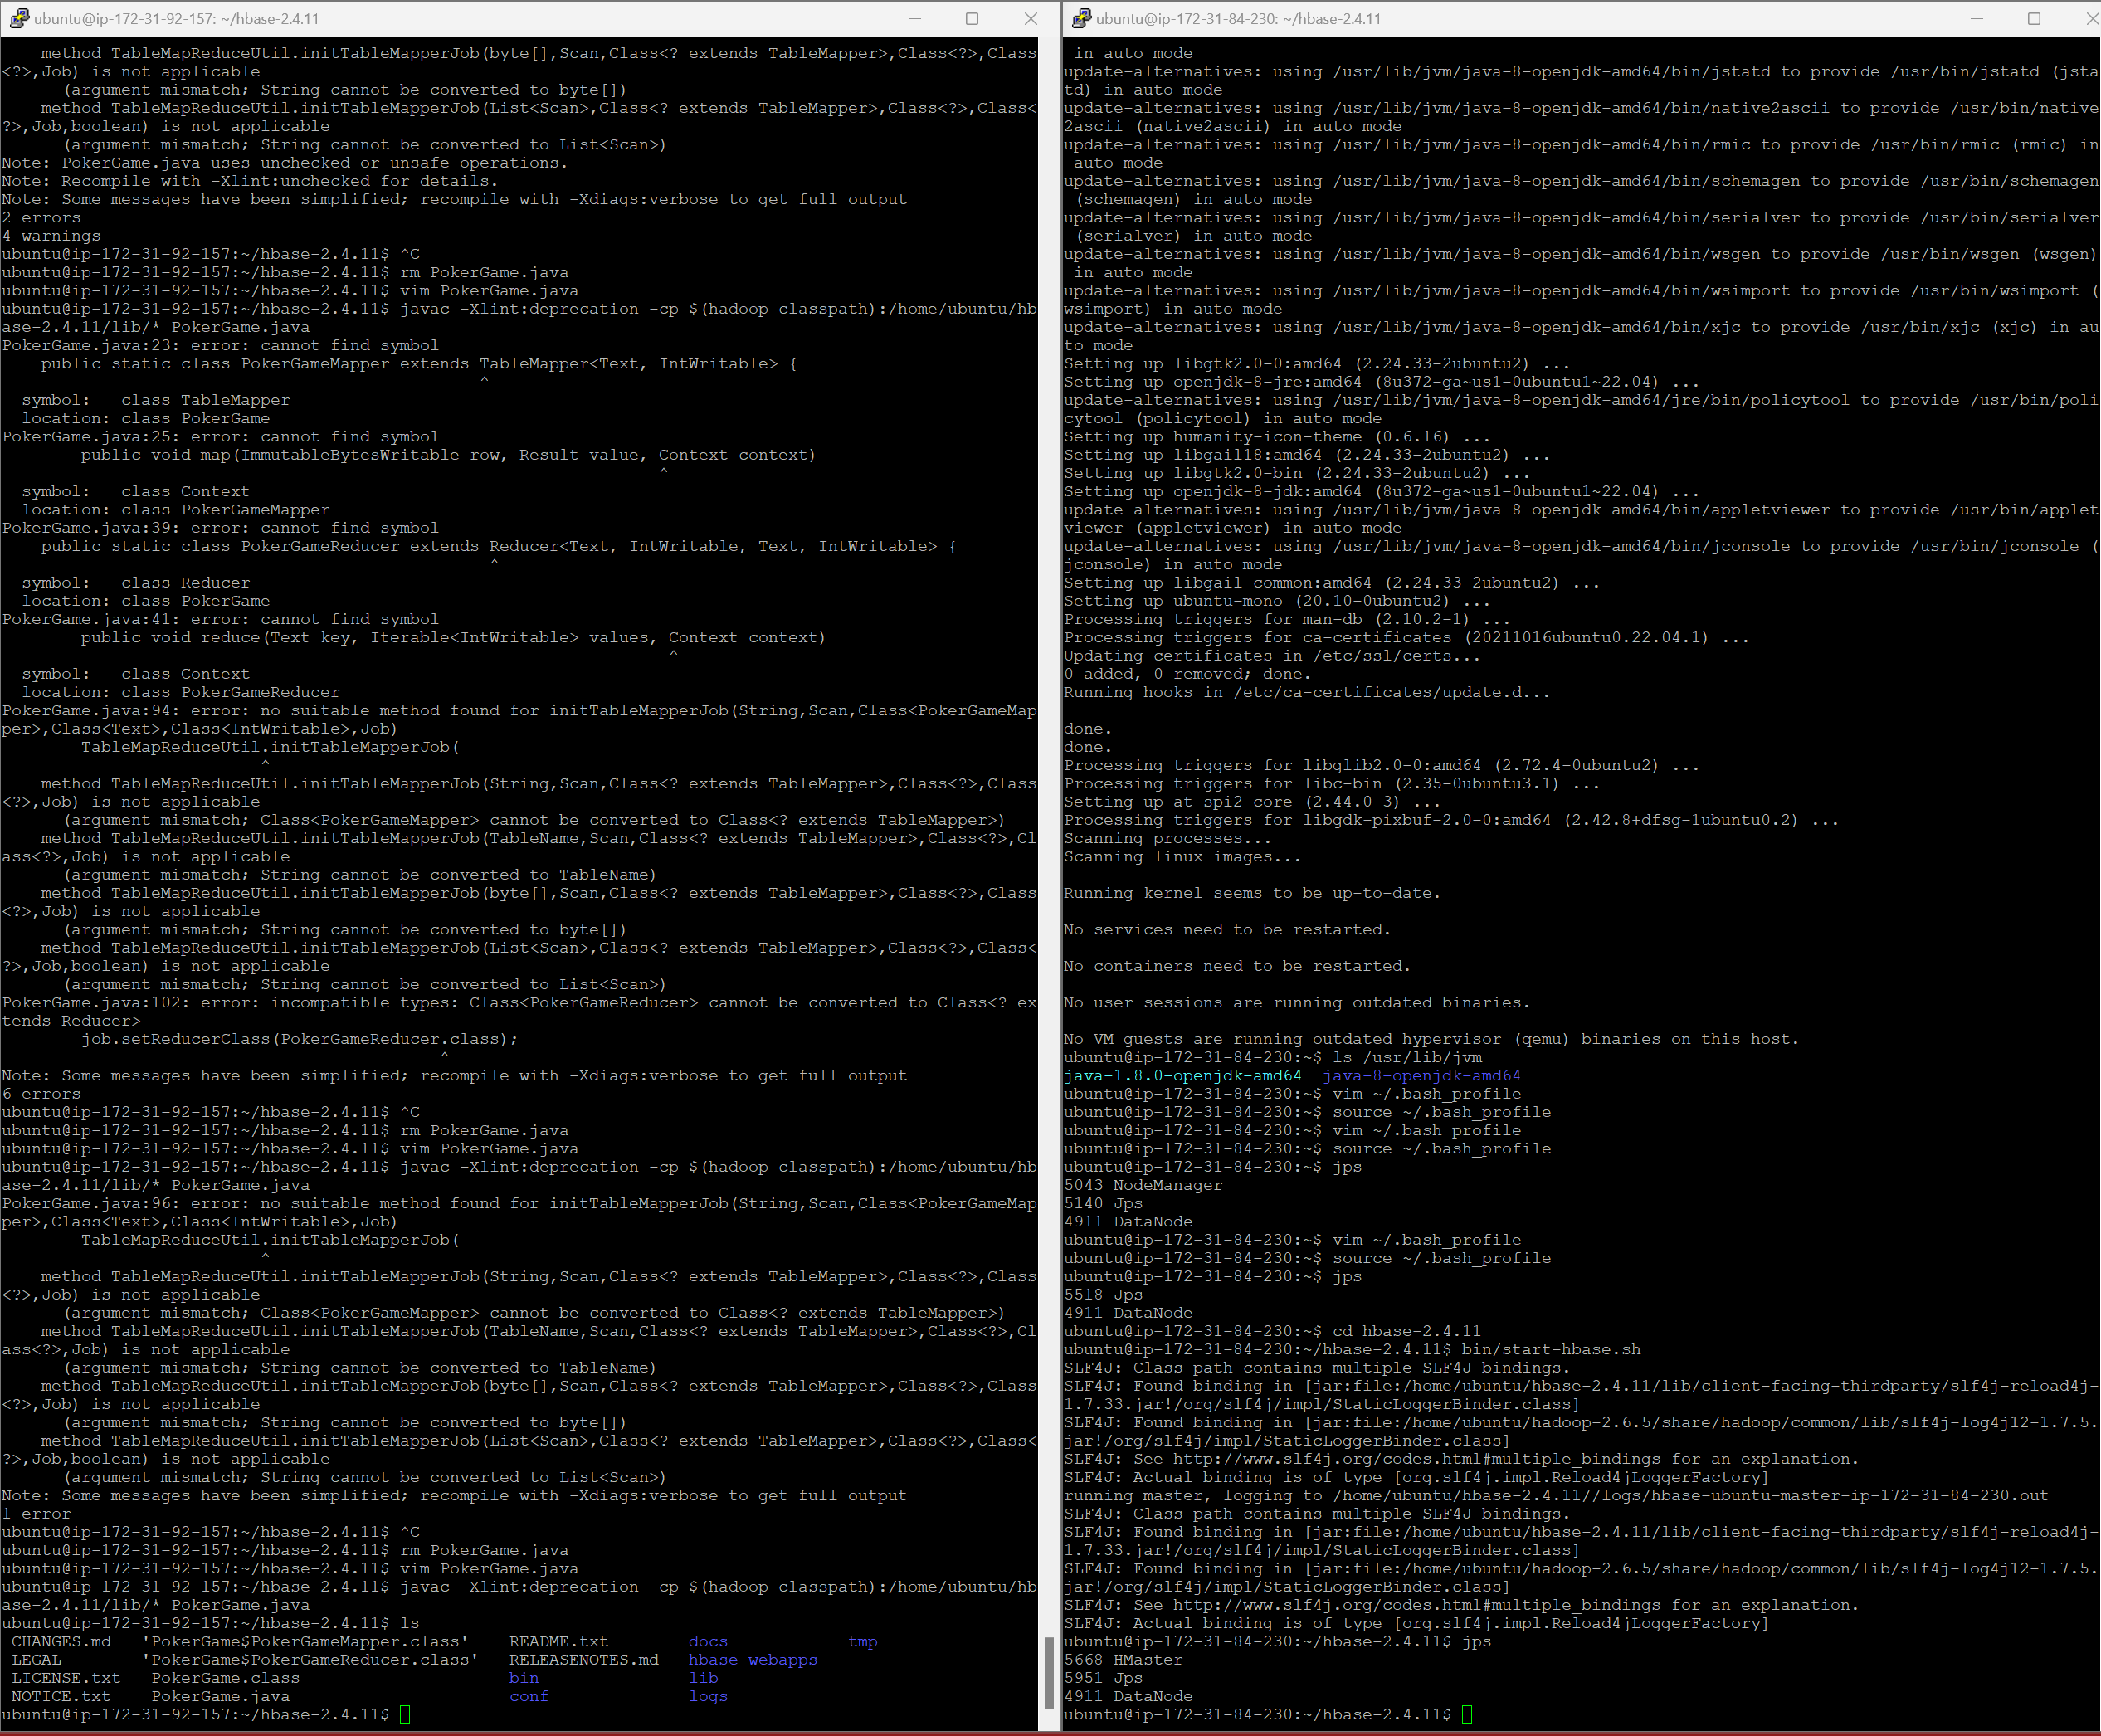 ubuntu@ip-172-31-92-157: ~/hbase-2.4.11
    method TableMapReduceUtil.initTableMapperJob(byte[],Scan,Class<? extends TableMapper>,Class<?>,Class
<?>,Job) is not applicable
      (argument mismatch; String cannot be converted to byte[])
    method TableMapReduceUtil.initTableMapperJob(List<Scan>,Class<? extends TableMapper>,Class<?>,Class<
?>,Job,boolean) is not applicable
      (argument mismatch; String cannot be converted to List<Scan>)
Note: PokerGame.java uses unchecked or unsafe operations.
Note: Recompile with -Xlint:unchecked for details.
Note: Some messages have been simplified; recompile with -Xdiags:verbose to get full output
2 errors
4 warnings
ubuntu@ip-172-31-92-157:~/hbase-2.4.11$ ^C
ubuntu@ip-172-31-92-157:~/hbase-2.4.11$ rm PokerGame.java
ubuntu@ip-172-31-92-157:~/hbase-2.4.11$ vim PokerGame.java
ubuntu@ip-172-31-92-157:~/hbase-2.4.11$ javac -Xlint:deprecation -cp $(hadoop classpath):/home/ubuntu/hb
ase-2.4.11/lib/* PokerGame.java
PokerGame.java:23: error: cannot find symbol
    public static class PokerGameMapper extends TableMapper<Text, IntWritable> {
                                                ^
  symbol:   class TableMapper
  location: class PokerGame
PokerGame.java:25: error: cannot find symbol
        public void map(ImmutableBytesWritable row, Result value, Context context)
                                                                  ^
  symbol:   class Context
  location: class PokerGameMapper
PokerGame.java:39: error: cannot find symbol
    public static class PokerGameReducer extends Reducer<Text, IntWritable, Text, IntWritable> {
                                                 ^
  symbol:   class Reducer
  location: class PokerGame
PokerGame.java:41: error: cannot find symbol
        public void reduce(Text key, Iterable<IntWritable> values, Context context)
                                                                   ^
  symbol:   class Context
  location: class PokerGameReducer
PokerGame.java:94: error: no suitable method found for initTableMapperJob(String,Scan,Class<PokerGameMap
per>,Class<Text>,Class<IntWritable>,Job)
        TableMapReduceUtil.initTableMapperJob(
                          ^
    method TableMapReduceUtil.initTableMapperJob(String,Scan,Class<? extends TableMapper>,Class<?>,Class
<?>,Job) is not applicable
      (argument mismatch; Class<PokerGameMapper> cannot be converted to Class<? extends TableMapper>)
    method TableMapReduceUtil.initTableMapperJob(TableName,Scan,Class<? extends TableMapper>,Class<?>,Cl
ass<?>,Job) is not applicable
      (argument mismatch; String cannot be converted to TableName)
    method TableMapReduceUtil.initTableMapperJob(byte[],Scan,Class<? extends TableMapper>,Class<?>,Class
<?>,Job) is not applicable
      (argument mismatch; String cannot be converted to byte[])
    method TableMapReduceUtil.initTableMapperJob(List<Scan>,Class<? extends TableMapper>,Class<?>,Class<
?>,Job,boolean) is not applicable
      (argument mismatch; String cannot be converted to List<Scan>)
PokerGame.java:102: error: incompatible types: Class<PokerGameReducer> cannot be converted to Class<? ex
tends Reducer>
        job.setReducerClass(PokerGameReducer.class);
                                            ^
Note: Some messages have been simplified; recompile with -Xdiags:verbose to get full output
6 errors
ubuntu@ip-172-31-92-157:~/hbase-2.4.11$ ^C
ubuntu@ip-172-31-92-157:~/hbase-2.4.11$ rm PokerGame.java
ubuntu@ip-172-31-92-157:~/hbase-2.4.11$ vim PokerGame.java
ubuntu@ip-172-31-92-157:~/hbase-2.4.11$ javac -Xlint:deprecation -cp $(hadoop classpath):/home/ubuntu/hb
ase-2.4.11/lib/* PokerGame.java
PokerGame.java:96: error: no suitable method found for initTableMapperJob(String,Scan,Class<PokerGameMap
per>,Class<Text>,Class<IntWritable>,Job)
        TableMapReduceUtil.initTableMapperJob(
                          ^
    method TableMapReduceUtil.initTableMapperJob(String,Scan,Class<? extends TableMapper>,Class<?>,Class
<?>,Job) is not applicable
      (argument mismatch; Class<PokerGameMapper> cannot be converted to Class<? extends TableMapper>)
    method TableMapReduceUtil.initTableMapperJob(TableName,Scan,Class<? extends TableMapper>,Class<?>,Cl
ass<?>,Job) is not applicable
      (argument mismatch; String cannot be converted to TableName)
    method TableMapReduceUtil.initTableMapperJob(byte[],Scan,Class<? extends TableMapper>,Class<?>,Class
<?>,Job) is not applicable
      (argument mismatch; String cannot be converted to byte[])
    method TableMapReduceUtil.initTableMapperJob(List<Scan>,Class<? extends TableMapper>,Class<?>,Class<
?>,Job,boolean) is not applicable
      (argument mismatch; String cannot be converted to List<Scan>)
Note: Some messages have been simplified; recompile with -Xdiags:verbose to get full output
1 error
ubuntu@ip-172-31-92-157:~/hbase-2.4.11$ ^C
ubuntu@ip-172-31-92-157:~/hbase-2.4.11$ rm PokerGame.java
ubuntu@ip-172-31-92-157:~/hbase-2.4.11$ vim PokerGame.java
ubuntu@ip-172-31-92-157:~/hbase-2.4.11$ javac -Xlint:deprecation -cp $(hadoop classpath):/home/ubuntu/hb
ase-2.4.11/lib/* PokerGame.java
ubuntu@ip-172-31-92-157:~/hbase-2.4.11$ ls
 CHANGES.md   'PokerGame$PokerGameMapper.class'    README.txt        docs            tmp
 LEGAL        'PokerGame$PokerGameReducer.class'   RELEASENOTES.md   hbase-webapps
 LICENSE.txt   PokerGame.class                     bin               lib
 NOTICE.txt    PokerGame.java                      conf              logs
ubuntu@ip-172-31-92-157:~/hbase-2.4.11$
ubuntu@ip-172-31-84-230: ~/hbase-2.4.11
 in auto mode
update-alternatives: using /usr/lib/jvm/java-8-openjdk-amd64/bin/jstatd to provide /usr/bin/jstatd (jsta
td) in auto mode
update-alternatives: using /usr/lib/jvm/java-8-openjdk-amd64/bin/native2ascii to provide /usr/bin/native
2ascii (native2ascii) in auto mode
update-alternatives: using /usr/lib/jvm/java-8-openjdk-amd64/bin/rmic to provide /usr/bin/rmic (rmic) in
 auto mode
update-alternatives: using /usr/lib/jvm/java-8-openjdk-amd64/bin/schemagen to provide /usr/bin/schemagen
 (schemagen) in auto mode
update-alternatives: using /usr/lib/jvm/java-8-openjdk-amd64/bin/serialver to provide /usr/bin/serialver
 (serialver) in auto mode
update-alternatives: using /usr/lib/jvm/java-8-openjdk-amd64/bin/wsgen to provide /usr/bin/wsgen (wsgen)
 in auto mode
update-alternatives: using /usr/lib/jvm/java-8-openjdk-amd64/bin/wsimport to provide /usr/bin/wsimport (
wsimport) in auto mode
update-alternatives: using /usr/lib/jvm/java-8-openjdk-amd64/bin/xjc to provide /usr/bin/xjc (xjc) in au
to mode
Setting up libgtk2.0-0:amd64 (2.24.33-2ubuntu2) ...
Setting up openjdk-8-jre:amd64 (8u372-ga~us1-0ubuntu1~22.04) ...
update-alternatives: using /usr/lib/jvm/java-8-openjdk-amd64/jre/bin/policytool to provide /usr/bin/poli
cytool (policytool) in auto mode
Setting up humanity-icon-theme (0.6.16) ...
Setting up libgail18:amd64 (2.24.33-2ubuntu2) ...
Setting up libgtk2.0-bin (2.24.33-2ubuntu2) ...
Setting up openjdk-8-jdk:amd64 (8u372-ga~us1-0ubuntu1~22.04) ...
update-alternatives: using /usr/lib/jvm/java-8-openjdk-amd64/bin/appletviewer to provide /usr/bin/applet
viewer (appletviewer) in auto mode
update-alternatives: using /usr/lib/jvm/java-8-openjdk-amd64/bin/jconsole to provide /usr/bin/jconsole (
jconsole) in auto mode
Setting up libgail-common:amd64 (2.24.33-2ubuntu2) ...
Setting up ubuntu-mono (20.10-0ubuntu2) ...
Processing triggers for man-db (2.10.2-1) ...
Processing triggers for ca-certificates (20211016ubuntu0.22.04.1) ...
Updating certificates in /etc/ssl/certs...
0 added, 0 removed; done.
Running hooks in /etc/ca-certificates/update.d...
done.
done.
Processing triggers for libglib2.0-0:amd64 (2.72.4-0ubuntu2) ...
Processing triggers for libc-bin (2.35-0ubuntu3.1) ...
Setting up at-spi2-core (2.44.0-3) ...
Processing triggers for libgdk-pixbuf-2.0-0:amd64 (2.42.8+dfsg-1ubuntu0.2) ...
Scanning processes...
Scanning linux images...
Running kernel seems to be up-to-date.
No services need to be restarted.
No containers need to be restarted.
No user sessions are running outdated binaries.
No VM guests are running outdated hypervisor (qemu) binaries on this host.
ubuntu@ip-172-31-84-230:~$ ls /usr/lib/jvm
java-1.8.0-openjdk-amd64  java-8-openjdk-amd64
ubuntu@ip-172-31-84-230:~$ vim ~/.bash_profile
ubuntu@ip-172-31-84-230:~$ source ~/.bash_profile
ubuntu@ip-172-31-84-230:~$ vim ~/.bash_profile
ubuntu@ip-172-31-84-230:~$ source ~/.bash_profile
ubuntu@ip-172-31-84-230:~$ jps
5043 NodeManager
5140 Jps
4911 DataNode
ubuntu@ip-172-31-84-230:~$ vim ~/.bash_profile
ubuntu@ip-172-31-84-230:~$ source ~/.bash_profile
ubuntu@ip-172-31-84-230:~$ jps
5518 Jps
4911 DataNode
ubuntu@ip-172-31-84-230:~$ cd hbase-2.4.11
ubuntu@ip-172-31-84-230:~/hbase-2.4.11$ bin/start-hbase.sh
SLF4J: Class path contains multiple SLF4J bindings.
SLF4J: Found binding in [jar:file:/home/ubuntu/hbase-2.4.11/lib/client-facing-thirdparty/slf4j-reload4j-
1.7.33.jar!/org/slf4j/impl/StaticLoggerBinder.class]
SLF4J: Found binding in [jar:file:/home/ubuntu/hadoop-2.6.5/share/hadoop/common/lib/slf4j-log4j12-1.7.5.
jar!/org/slf4j/impl/StaticLoggerBinder.class]
SLF4J: See http://www.slf4j.org/codes.html#multiple_bindings for an explanation.
SLF4J: Actual binding is of type [org.slf4j.impl.Reload4jLoggerFactory]
running master, logging to /home/ubuntu/hbase-2.4.11//logs/hbase-ubuntu-master-ip-172-31-84-230.out
SLF4J: Class path contains multiple SLF4J bindings.
SLF4J: Found binding in [jar:file:/home/ubuntu/hbase-2.4.11/lib/client-facing-thirdparty/slf4j-reload4j-
1.7.33.jar!/org/slf4j/impl/StaticLoggerBinder.class]
SLF4J: Found binding in [jar:file:/home/ubuntu/hadoop-2.6.5/share/hadoop/common/lib/slf4j-log4j12-1.7.5.
jar!/org/slf4j/impl/StaticLoggerBinder.class]
SLF4J: See http://www.slf4j.org/codes.html#multiple_bindings for an explanation.
SLF4J: Actual binding is of type [org.slf4j.impl.Reload4jLoggerFactory]
ubuntu@ip-172-31-84-230:~/hbase-2.4.11$ jps
5668 HMaster
5951 Jps
4911 DataNode
ubuntu@ip-172-31-84-230:~/hbase-2.4.11$